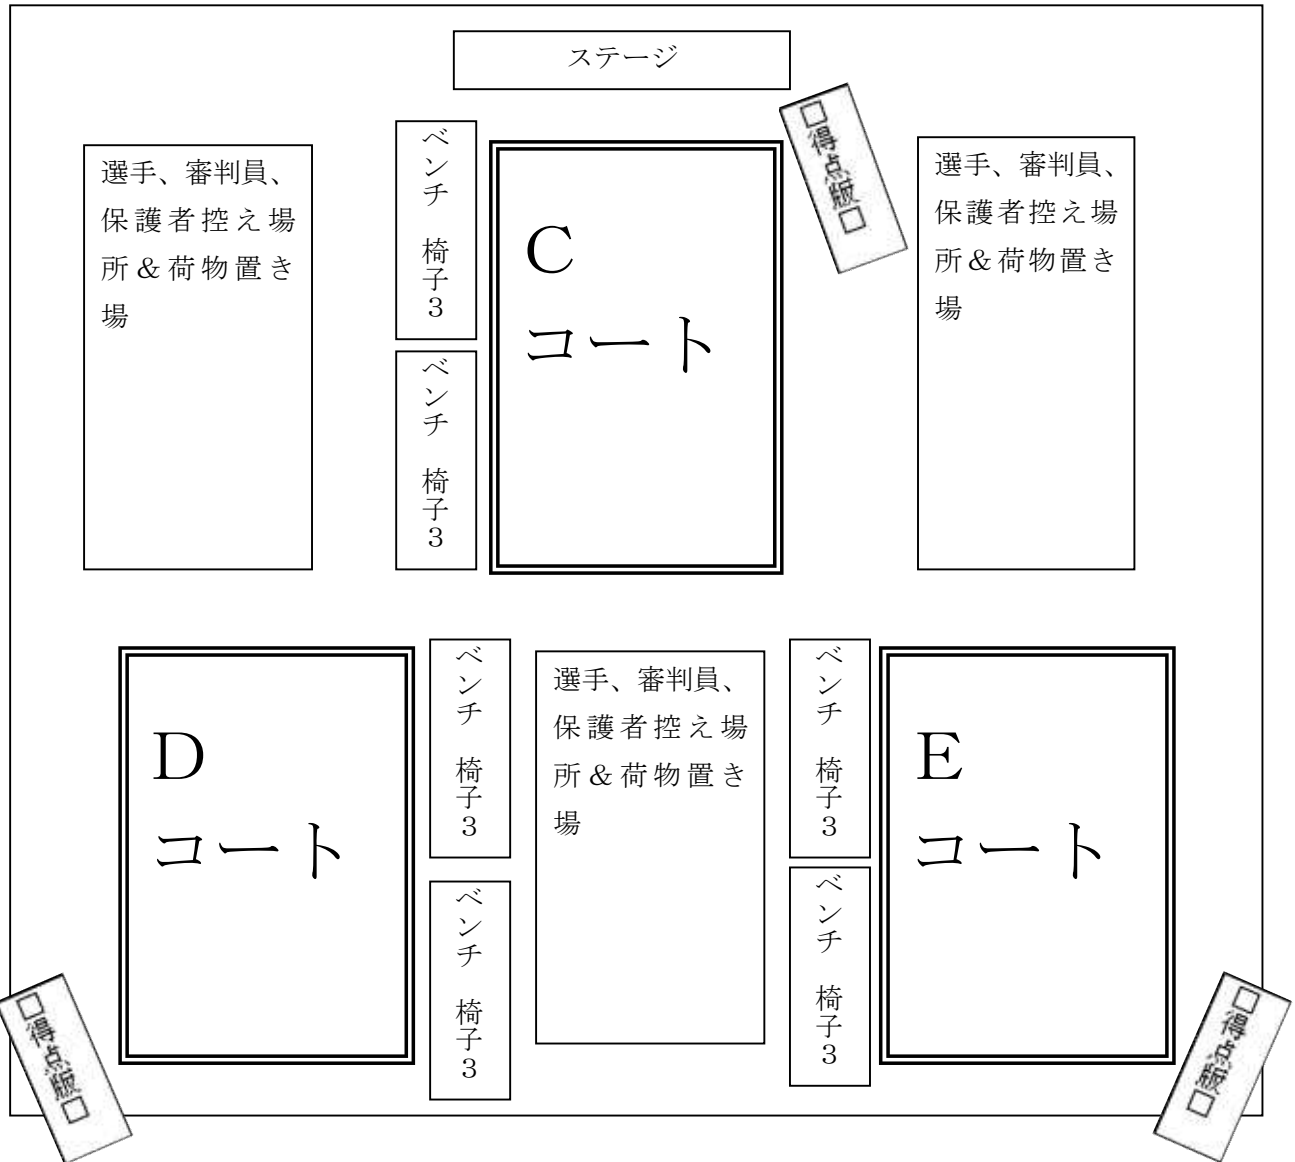 ステージ
□得点版□
選手、審判員、
保護者控え場
所＆荷物置き
場
ベンチ 椅子３
ベンチ 椅子３
C
コート
選手、審判員、
保護者控え場
所＆荷物置き
場
D
コート
ベンチ 椅子３
ベンチ 椅子３
選手、審判員、
保護者控え場
所＆荷物置き
場
ベンチ 椅子３
ベンチ 椅子３
E
コート
□得点版□
□得点版□